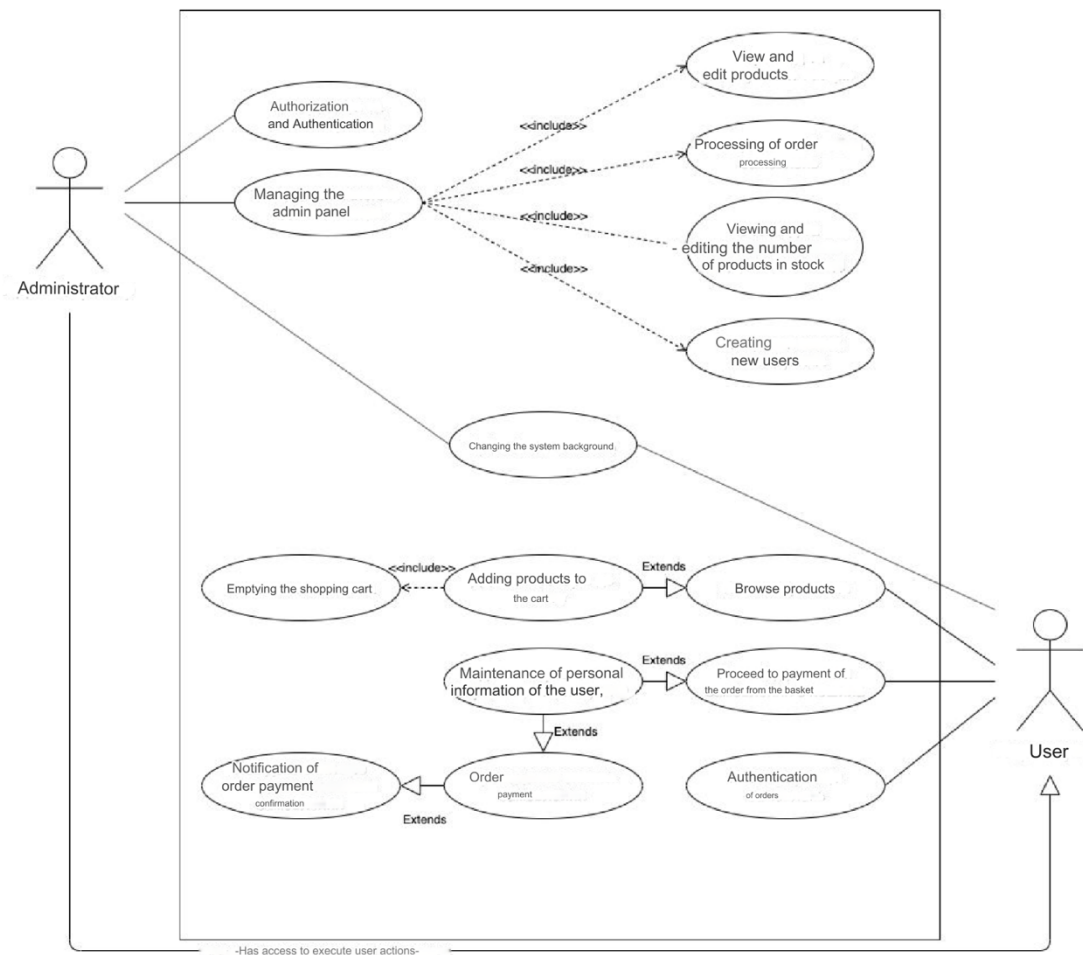 View and
edit products
Authorization
and Authentication
<<include>>
Processing of order
processing
<<include>>
Managing the
admin panel
<<include>>
Viewing and
editing the number
of products in stock
<<include>>
Administrator
Creating
new users
Changing the system background.
<<include>>
Extends
Emptying the shopping cart
Adding products to
the cart
Browse products
Maintenance of personal
information of the user,
Extends
Proceed to payment of
the order from the basket
Extends
User
Notification of
order payment
confirmation
Order
payment
Authentication
of orders
Extends
-Has access to execute user actions-